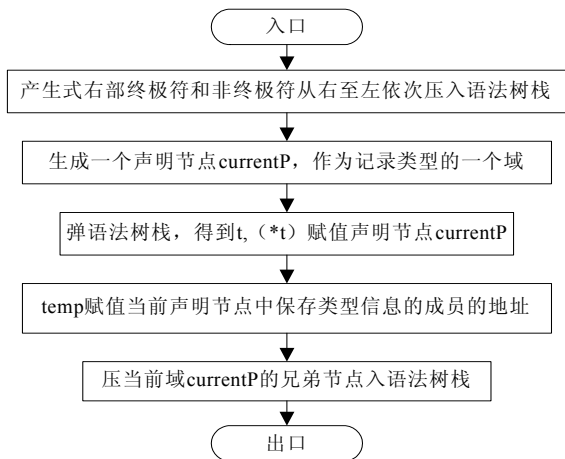 入口
产生式右部终极符和非终极符从右至左依次压入语法树栈
生成一个声明节点currentP，作为记录类型的一个域
弹语法树栈，得到t,（*t）赋值声明节点currentP
temp赋值当前声明节点中保存类型信息的成员的地址
压当前域currentP的兄弟节点入语法树栈
出口